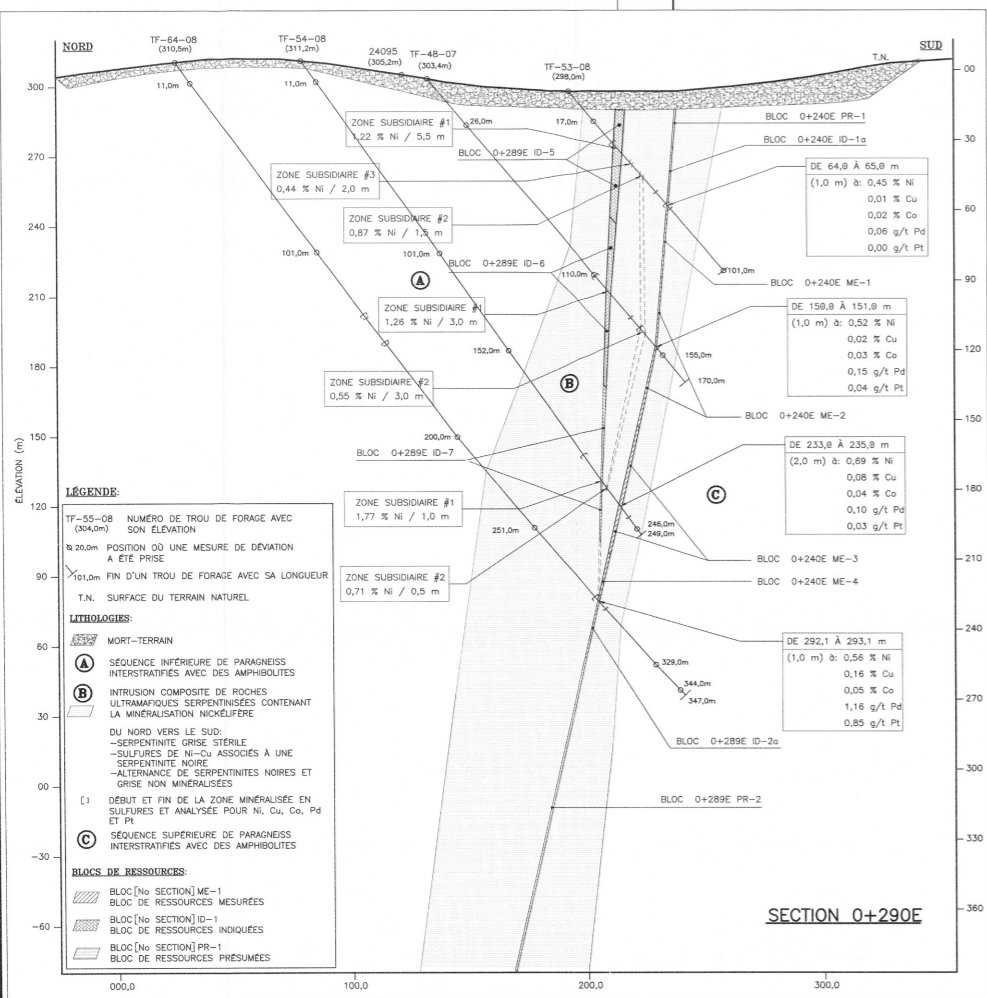 NORD
TF-64-08
(310,5m)
TF-54-08
(311,2m)
24095
(305,2m)
TF-48-07
(303,4m)
TF-53-08
(298,0m)
T.N.
SUD
300
270
240
210
180
150
120
90
60
30
00
-30
-60
ÉLÉVATION (m)
00
30
60
90
120
150
180
210
240
270
300
330
360
000,0
100,0
200,0
300,0
11,0m
11,0m
26,0m
17,0m
101,0m
101,0m
110,0m
101,0m
152,0m
155,0m
170,0m
200,0m
251,0m
246,0m
249,0m
329,0m
344,0m
347,0m
ZONE SUBSIDIAIRE #1
1,22 % Ni / 5,5 m
BLOC 0+289E ID-5
ZONE SUBSIDIAIRE #3
0,44 % Ni / 2,0 m
ZONE SUBSIDIAIRE #2
0,87 % Ni / 1,5 m
BLOC 0+289E ID-6
A
ZONE SUBSIDIAIRE #1
1,26 % Ni / 3,0 m
B
ZONE SUBSIDIAIRE #2
0,55 % Ni / 3,0 m
BLOC 0+289E ID-7
ZONE SUBSIDIAIRE #1
1,77 % Ni / 1,0 m
ZONE SUBSIDIAIRE #2
0,71 % Ni / 0,5 m
C
BLOC 0+240E PR-1
BLOC 0+240E ID-1a
DE 64,0 À 65,0 m
(1,0 m) à: 0,45 % Ni
0,01 % Cu
0,02 % Co
0,06 g/t Pd
0,00 g/t Pt
BLOC 0+240E ME-1
DE 150,0 À 151,0 m
(1,0 m) à: 0,52 % Ni
0,02 % Cu
0,03 % Co
0,15 g/t Pd
0,04 g/t Pt
BLOC 0+240E ME-2
DE 233,0 À 235,0 m
(2,0 m) à: 0,69 % Ni
0,08 % Cu
0,04 % Co
0,10 g/t Pd
0,03 g/t Pt
BLOC 0+240E ME-3
BLOC 0+240E ME-4
DE 292,1 À 293,1 m
(1,0 m) à: 0,56 % Ni
0,16 % Cu
0,05 % Co
1,16 g/t Pd
0,85 g/t Pt
BLOC 0+289E ID-2a
BLOC 0+289E PR-2
LÉGENDE:
TF-55-08 NUMÉRO DE TROU DE FORAGE AVEC
(304,0m) SON ÉLÉVATION
20,0m POSITION OÙ UNE MESURE DE DÉVIATION
A ÉTÉ PRISE
101,0m FIN D'UN TROU DE FORAGE AVEC SA LONGUEUR
T.N. SURFACE DU TERRAIN NATUREL
LITHOLOGIES:
MORT-TERRAIN
A SÉQUENCE INFÉRIEURE DE PARAGNEISS
INTERSTRATIFIÉS AVEC DES AMPHIBOLITES
B INTRUSION COMPOSITE DE ROCHES
ULTRAMAFIQUES SERPENTINISÉES CONTENANT
LA MINÉRALISATION NICKÉLIFÈRE
DU NORD VERS LE SUD:
-SERPENTINITE GRISE STÉRILE
-SULFURES DE Ni-Cu ASSOCIÉS À UNE
SERPENTINITE NOIRE
-ALTERNANCE DE SERPENTINITES NOIRES ET
GRISE NON MINÉRALISÉES
[ ] DÉBUT ET FIN DE LA ZONE MINÉRALISÉE EN
SULFURES ET ANALYSÉE POUR Ni, Cu, Co, Pd
ET Pt
C SÉQUENCE SUPÉRIEURE DE PARAGNEISS
INTERSTRATIFIÉS AVEC DES AMPHIBOLITES
BLOCS DE RESSOURCES:
BLOC [No SECTION] ME-1
BLOC DE RESSOURCES MESURÉES
BLOC [No SECTION] ID-1
BLOC DE RESSOURCES INDIQUÉES
BLOC [No SECTION] PR-1
BLOC DE RESSOURCES PRÉSUMÉES
SECTION 0+290E